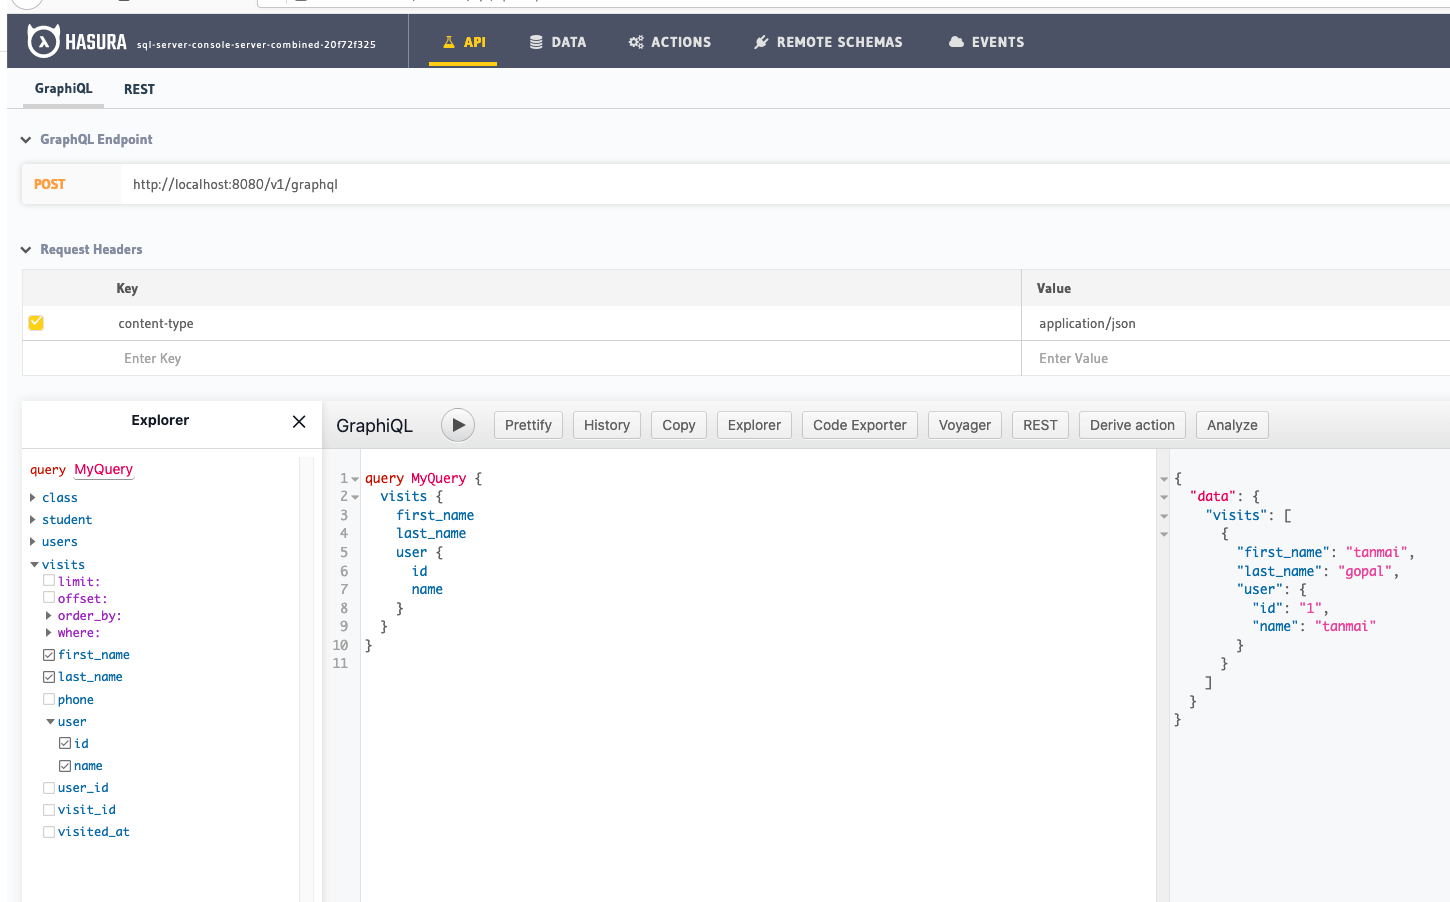 HASURA sql-server-console-server-combined-20f72f325 API DATA ACTIONS REMOTE SCHEMAS EVENTS
GraphiQL REST
GraphQL Endpoint
POST http://localhost:8080/v1/graphql
Request Headers
Key Value
content-type application/json
Enter Key Enter Value
Explorer
GraphiQL Prettify History Copy Explorer Code Exporter Voyager REST Derive action Analyze
query MyQuery
class
student
users
visits
limit:
offset:
order_by:
where:
first_name
last_name
phone
user
id
name
user_id
visit_id
visited_at
1 query MyQuery {
2 visits {
3 first_name
4 last_name
5 user {
6 id
7 name
8 }
9 }
10 }
11
{
"data": {
"visits": [
{
"first_name": "tanmai",
"last_name": "gopal",
"user": {
"id": "1",
"name": "tanmai"
}
}
]
}
}